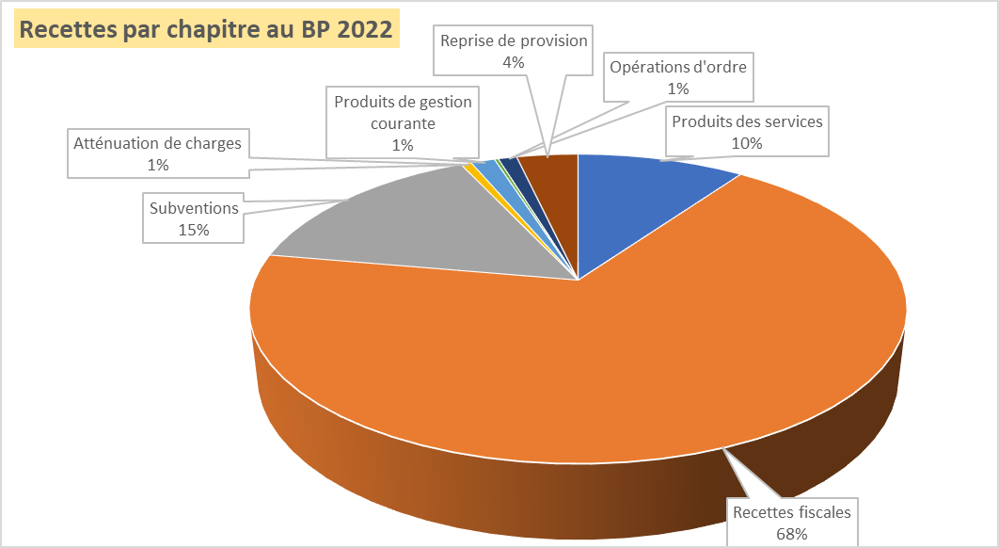 Recettes par chapitre au BP 2022
Reprise de provision
4%
Opérations d'ordre
1%
Produits de gestion
courante
1%
Produits des services
10%
Atténuation de charges
1%
Subventions
15%
Recettes fiscales
68%